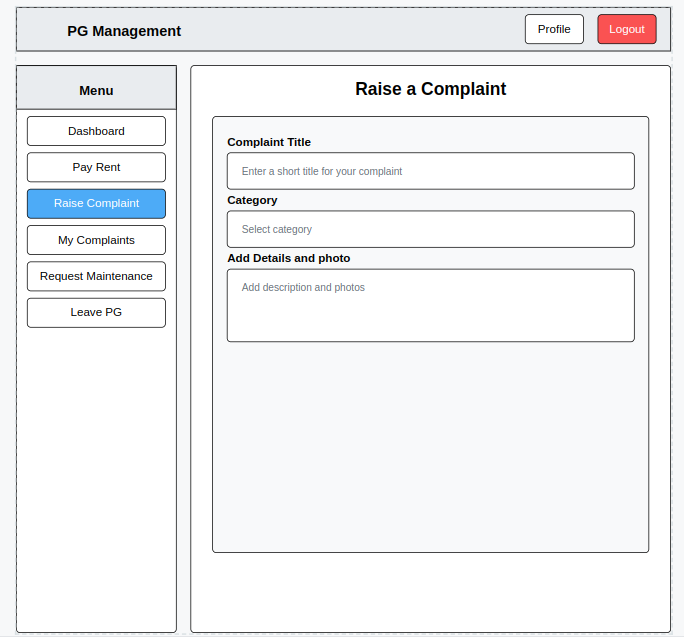 PG Management
Profile
Logout
Menu
Dashboard
Pay Rent
Raise Complaint
My Complaints
Request Maintenance
Leave PG
Raise a Complaint
Complaint Title
Enter a short title for your complaint
Category
Select category
Add Details and photo
Add description and photos